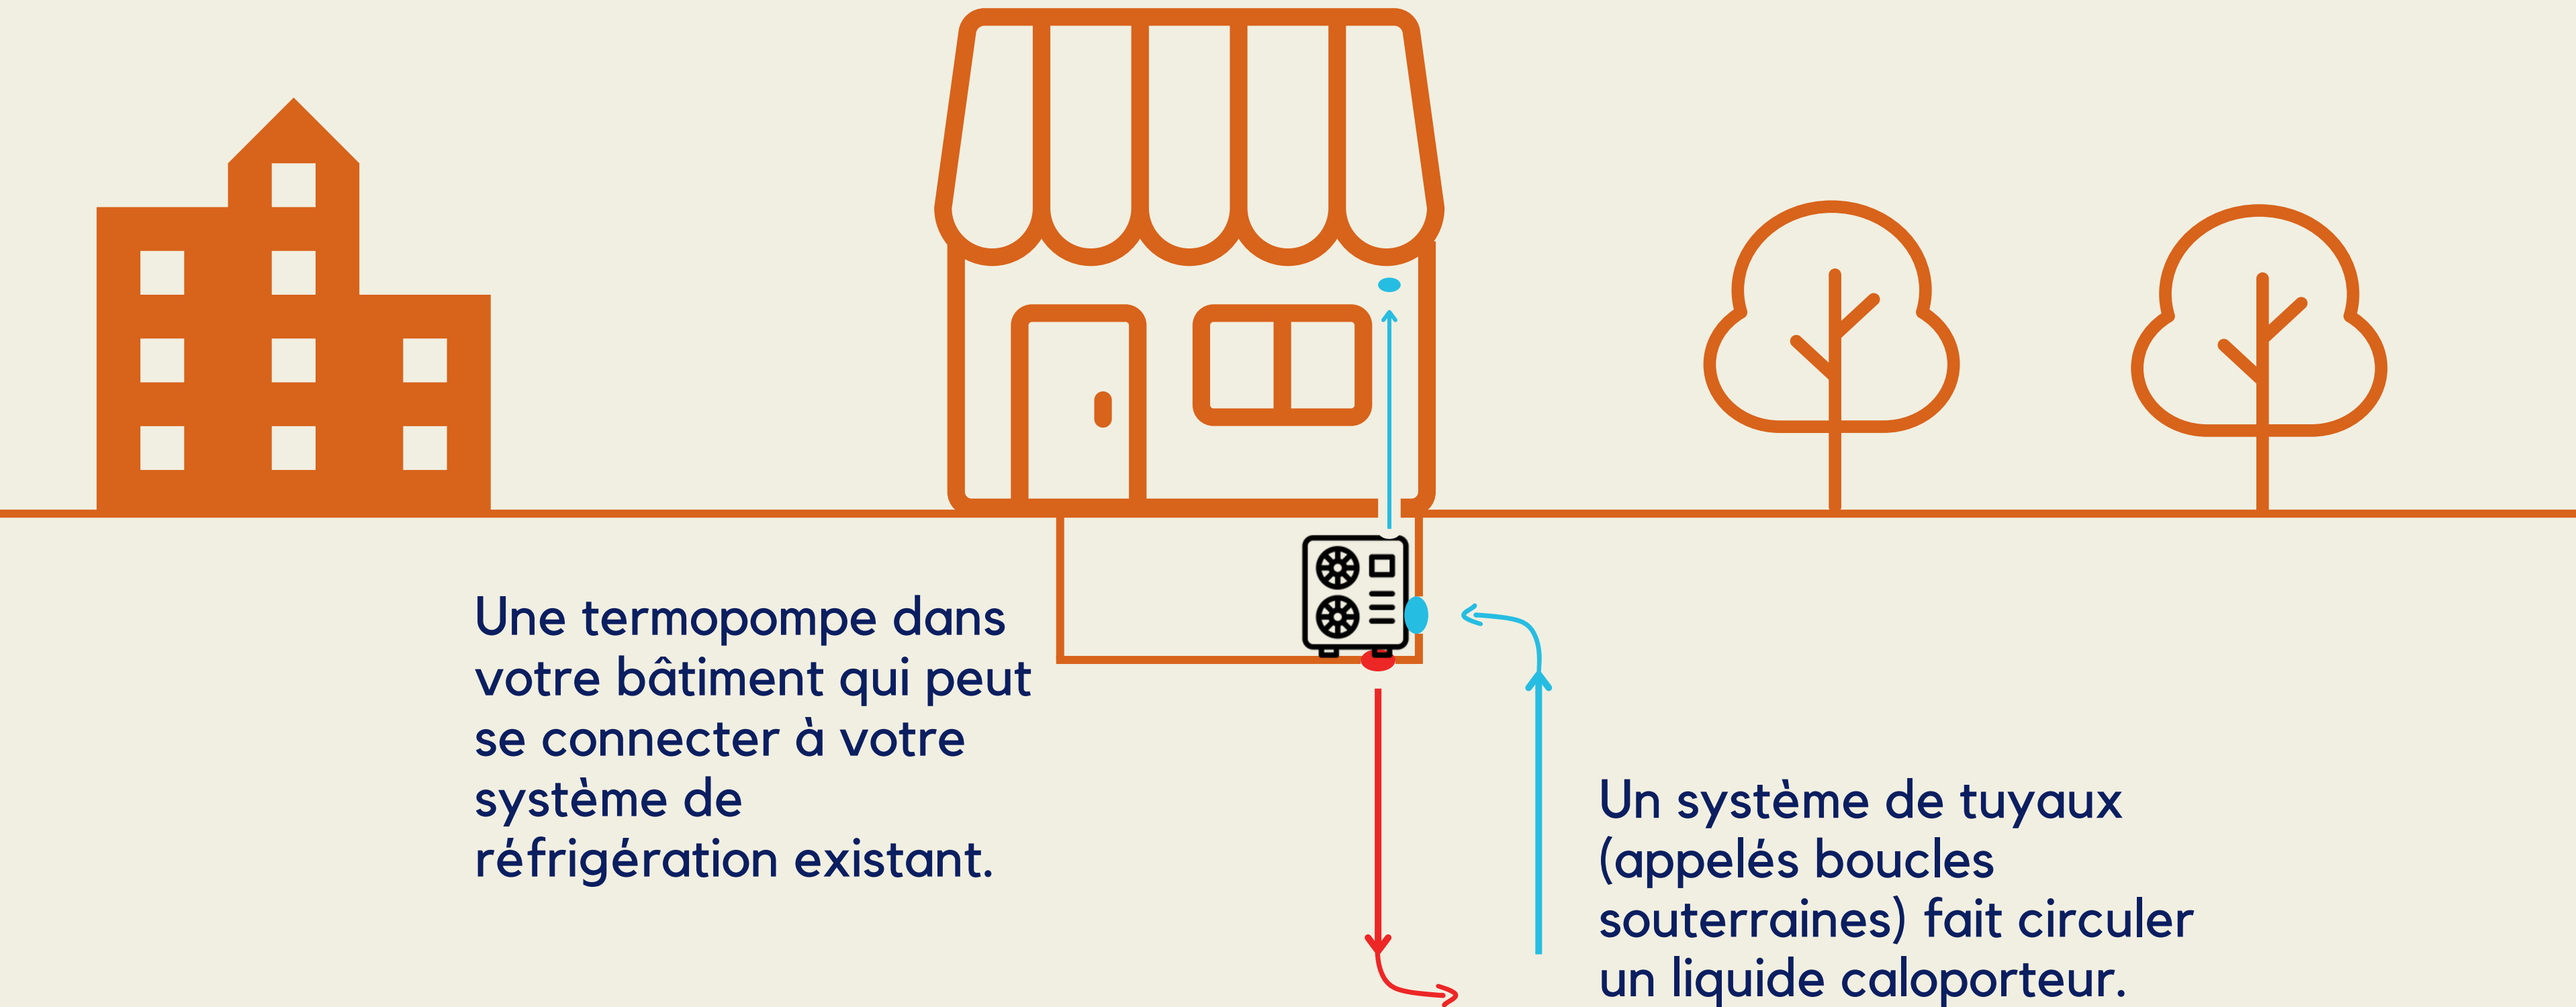 Une termopompe dans
votre bâtiment qui peut
se connecter à votre
système de
réfrigération existant.
Un système de tuyaux
(appelés boucles
souterraines) fait circuler
un liquide caloporteur.